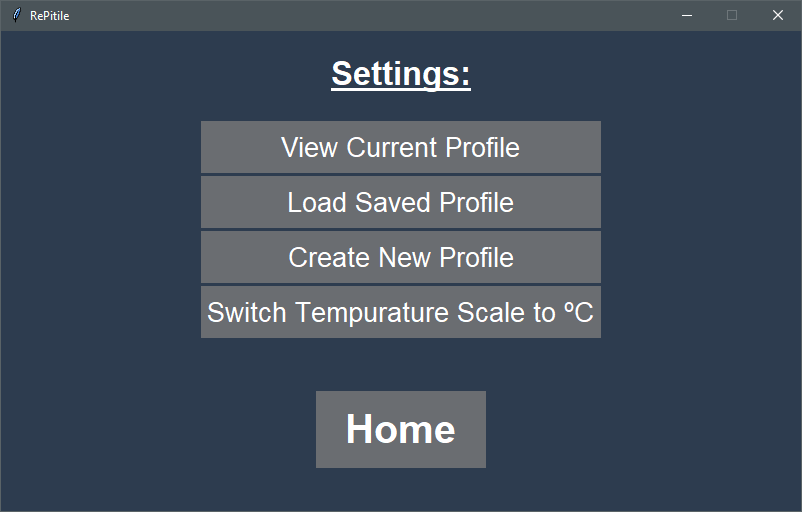 RePitile
Settings:
View Current Profile
Load Saved Profile
Create New Profile
Switch Tempurature Scale to ºC
Home